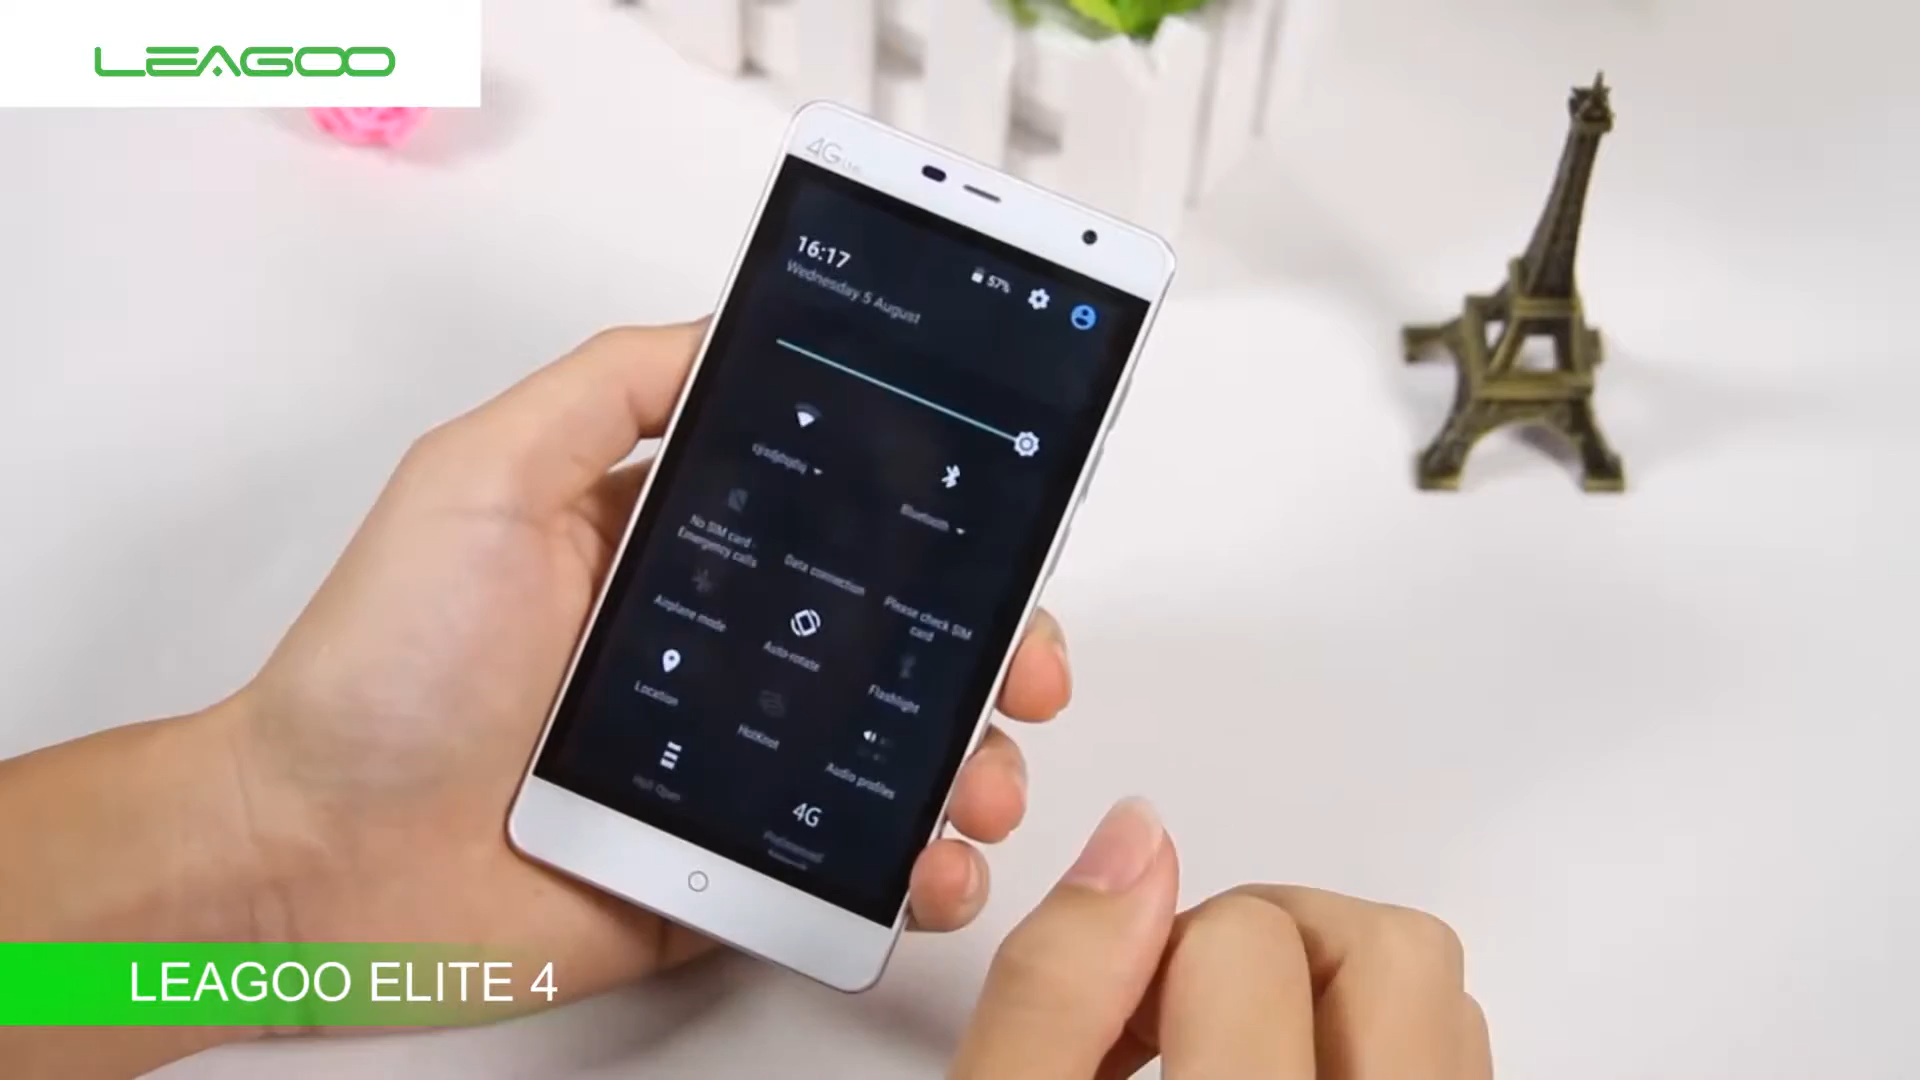 LEAGOO
4G
16:17
57%
Wednesday 5 August
Bluetooth
No SIM card -
Emergency calls
Data connection
Please check SIM
card
Airplane mode
Auto-rotate
Flashlight
Location
HotKnot
Audio profiles
4G
Preferred
LEAGOO ELITE 4